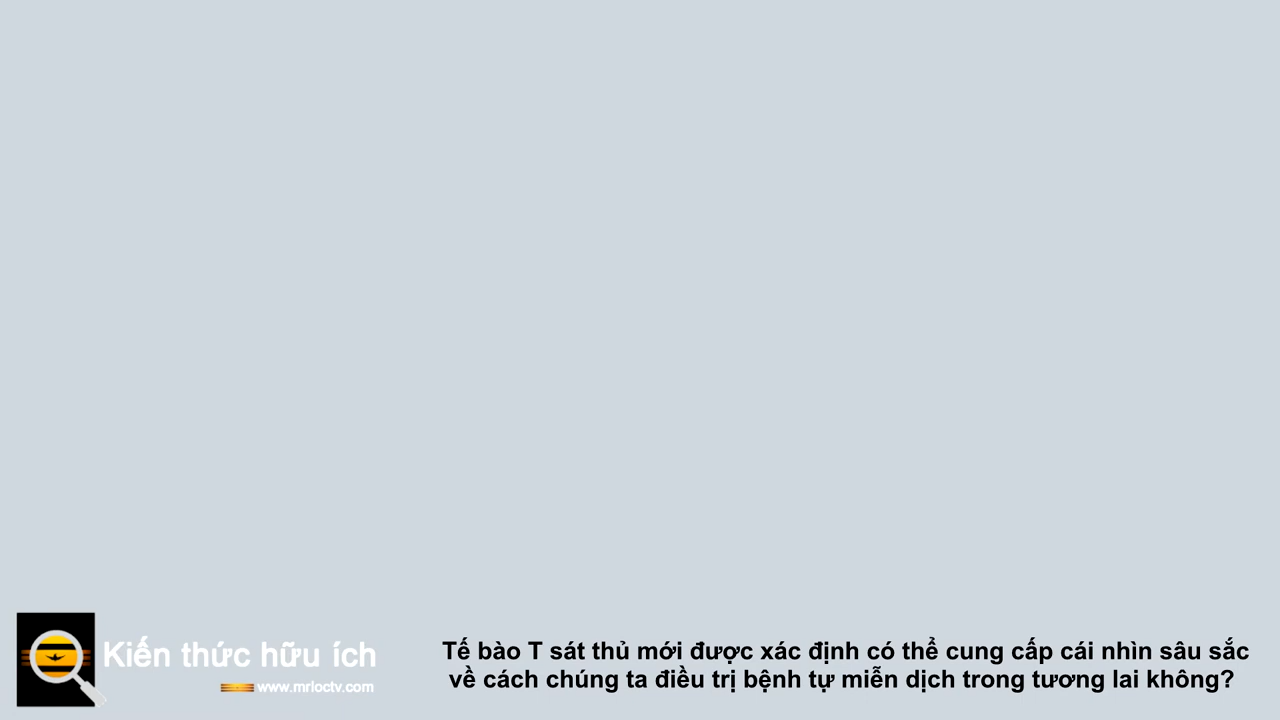 Kiến thức hữu ích
www.mrloctv.com
Tế bào T sát thủ mới được xác định có thể cung cấp cái nhìn sâu sắc
về cách chúng ta điều trị bệnh tự miễn dịch trong tương lai không?